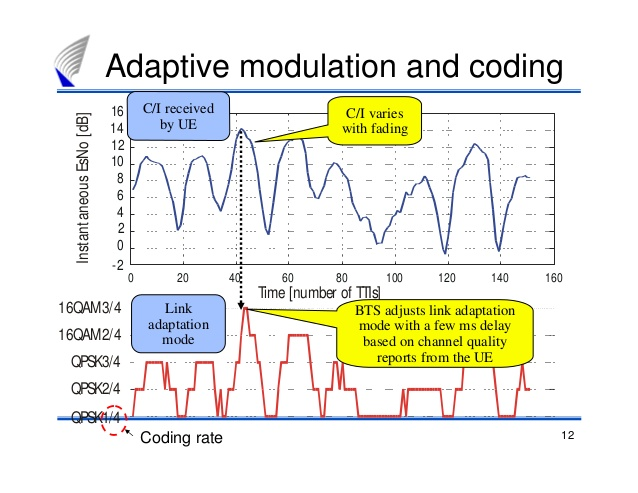 Adaptive modulation and coding
C/I received
by UE
C/I varies
with fading
Instantaneous EsNo [dB]
16
14
12
10
8
6
4
2
0
-2
0 20 40 60 80 100 120 140 160
Time [number of TTIs]
Link
adaptation
mode
BTS adjusts link adaptation
mode with a few ms delay
based on channel quality
reports from the UE
16QAM3/4
16QAM2/4
QPSK3/4
QPSK2/4
QPSK1/4
Coding rate
12